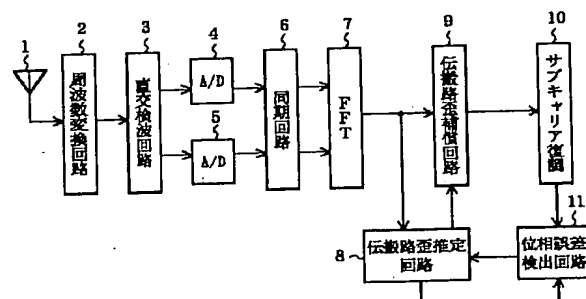 1
2
3
4
5
6
7
8
9
10
11
周波数変換回路
直交検波回路
A/D
A/D
同期回路
FFT
伝搬路歪補償回路
サブキャリア復調
伝搬路歪推定
回路
位相誤差
検出回路